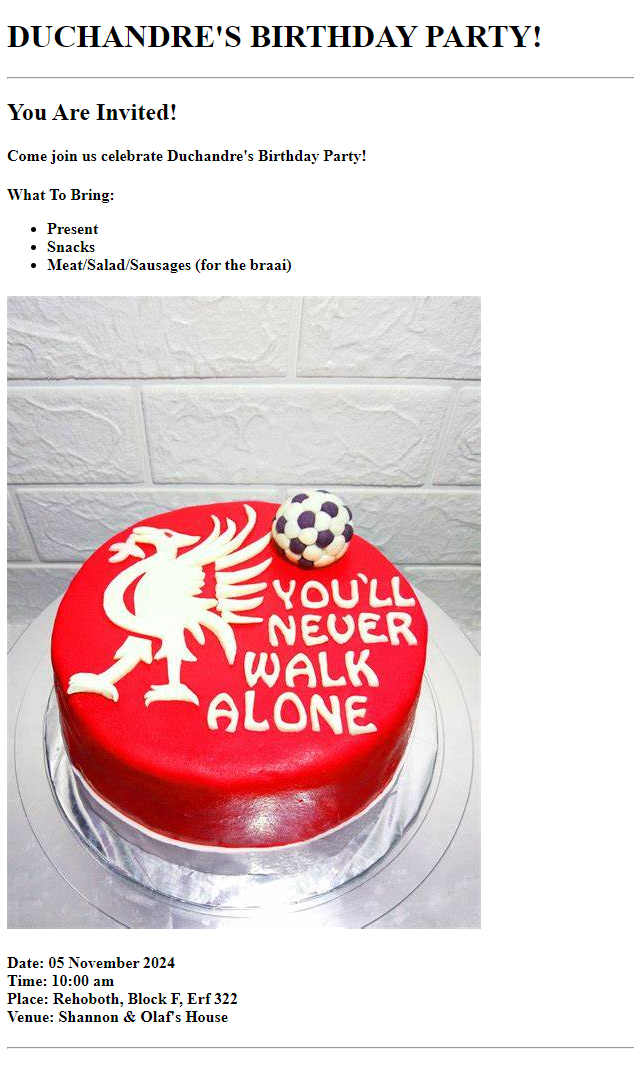 DUCHANDRE'S BIRTHDAY PARTY!
You Are Invited!
Come join us celebrate Duchandre's Birthday Party!
What To Bring:
Present
Snacks
Meat/Salad/Sausages (for the braai)
YOU'LL
NEVER
WALK
ALONE
Date: 05 November 2024
Time: 10:00 am
Place: Rehoboth, Block F, Erf 322
Venue: Shannon & Olaf's House